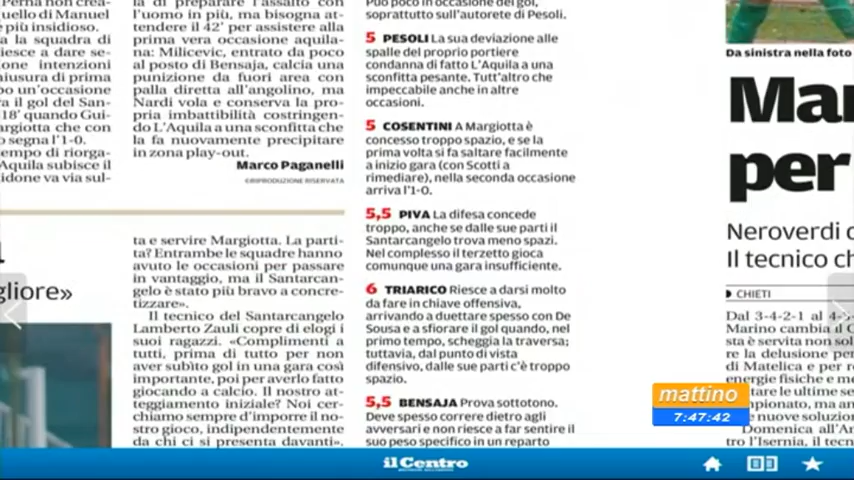 Perna non crea-
uello di Manuel
più insidioso.
a la squadra di
iesce a dare se-
one intenzioni
iusura di prima
po un'occasione
ra il gol del San-
18' quando Gui-
argiotta che con
o segna l'1-0.
tempo di riorga-
Aquila subisce il
idone va via sul-
la di preparare l'assalto con
l'uomo in più, ma bisogna at-
tendere il 42' per assistere alla
prima vera occasione aquila-
na: Milicevic, entrato da poco
al posto di Bensaja, calcia una
punizione da fuori area con
palla diretta all'angolino, ma
Nardi vola e conserva la pro-
pria imbattibilità costringen-
do L'Aquila a una sconfitta che
la fa nuovamente precipitare
in zona play-out.
Marco Paganelli
©RIPRODUZIONE RISERVATA
gliore»
ta e servire Margiotta. La parti-
ta? Entrambe le squadre hanno
avuto le occasioni per passare
in vantaggio, ma il Santarcan-
gelo è stato più bravo a concre-
tizzare».
Il tecnico del Santarcangelo
Lamberto Zauli copre di elogi i
suoi ragazzi. «Complimenti a
tutti, prima di tutto per non
aver subìto gol in una gara così
importante, poi per averlo fatto
giocando a calcio. Il nostro at-
teggiamento iniziale? Noi cer-
chiamo sempre d'imporre il no-
stro gioco, indipendentemente
da chi ci si presenta davanti».
Può poco in occasione dei gol,
soprattutto sull'autorete di Pesoli.
5 PESOLI La sua deviazione alle
spalle del proprio portiere
condanna di fatto L'Aquila a una
sconfitta pesante. Tutt'altro che
impeccabile anche in altre
occasioni.
5 COSENTINI A Margiotta è
concesso troppo spazio, e se la
prima volta si fa saltare facilmente
a inizio gara (con Scotti a
rimediare), nella seconda occasione
arriva l'1-0.
5,5 PIVA La difesa concede
troppo, anche se dalle sue parti il
Santarcangelo trova meno spazi.
Nel complesso il terzetto gioca
comunque una gara insufficiente.
6 TRIARICO Riesce a darsi molto
da fare in chiave offensiva,
arrivando a duettare spesso con De
Sousa e a sfiorare il gol quando, nel
primo tempo, scheggia la traversa;
tuttavia, dal punto di vista
difensivo, dalle sue parti c'è troppo
spazio.
5,5 BENSAJA Prova sottotono.
Deve spesso correre dietro agli
avversari e non riesce a far sentire il
suo peso specifico in un reparto
Da sinistra nella foto
Mar
per
Neroverdi c
Il tecnico ch
CHIETI
Dal 3-4-2-1 al 4-3-
Marino cambia il C
sta è servita non sol
re la delusione per
di Matelica e per r
energie fisiche e me
tare le ultime se
mpionato, ma an
nuove soluzion
Domenica all'An
tro l'Isernia, il tecn
mattino
7:47:42
il Centro